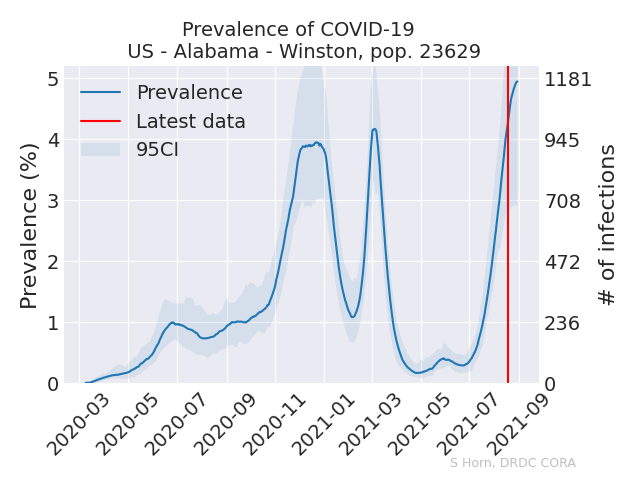 Prevalence of COVID-19
US - Alabama - Winston, pop. 23629
Prevalence
Latest data
95CI
Prevalence (%)
5
4
3
2
1
0
1181
945
708
472
236
0
# of infections
2020-03
2020-05
2020-07
2020-09
2020-11
2021-01
2021-03
2021-05
2021-07
2021-09
S Horn, DRDC CORA